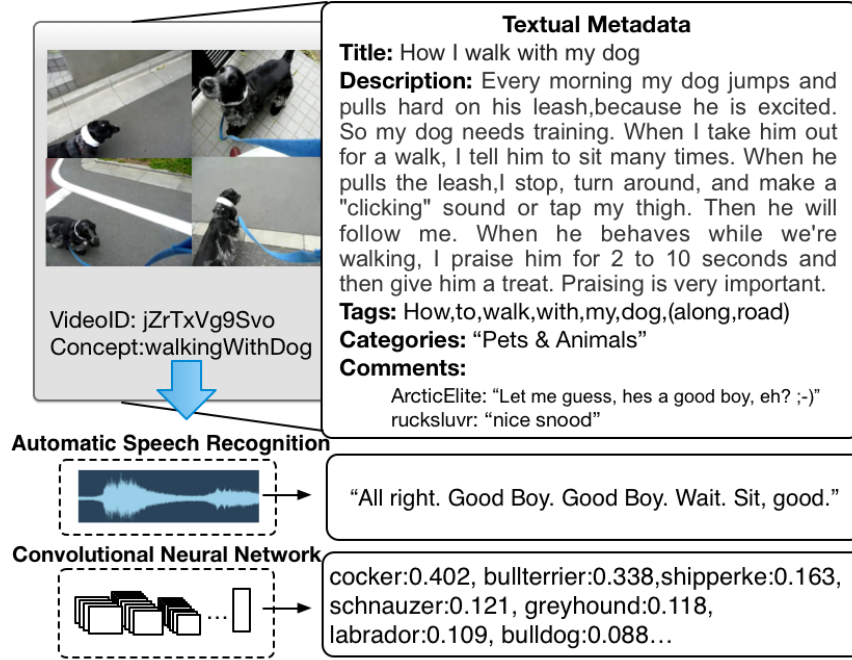 Textual Metadata
Title: How I walk with my dog
Description: Every morning my dog jumps and
pulls hard on his leash,because he is excited.
So my dog needs training. When I take him out
for a walk, I tell him to sit many times. When he
pulls the leash,I stop, turn around, and make a
"clicking" sound or tap my thigh. Then he will
follow me. When he behaves while we're
walking, I praise him for 2 to 10 seconds and
then give him a treat. Praising is very important.
Tags: How,to,walk,with,my,dog,(along,road)
Categories: “Pets & Animals”
Comments:
ArcticElite: “Let me guess, hes a good boy, eh? ;-)”
rucksluvr: “nice snood”
VideoID: jZrTxVg9Svo
Concept:walkingWithDog
Automatic Speech Recognition
“All right. Good Boy. Good Boy. Wait. Sit, good.”
Convolutional Neural Network
...
cocker:0.402, bullterrier:0.338,shipperke:0.163,
schnauzer:0.121, greyhound:0.118,
labrador:0.109, bulldog:0.088…